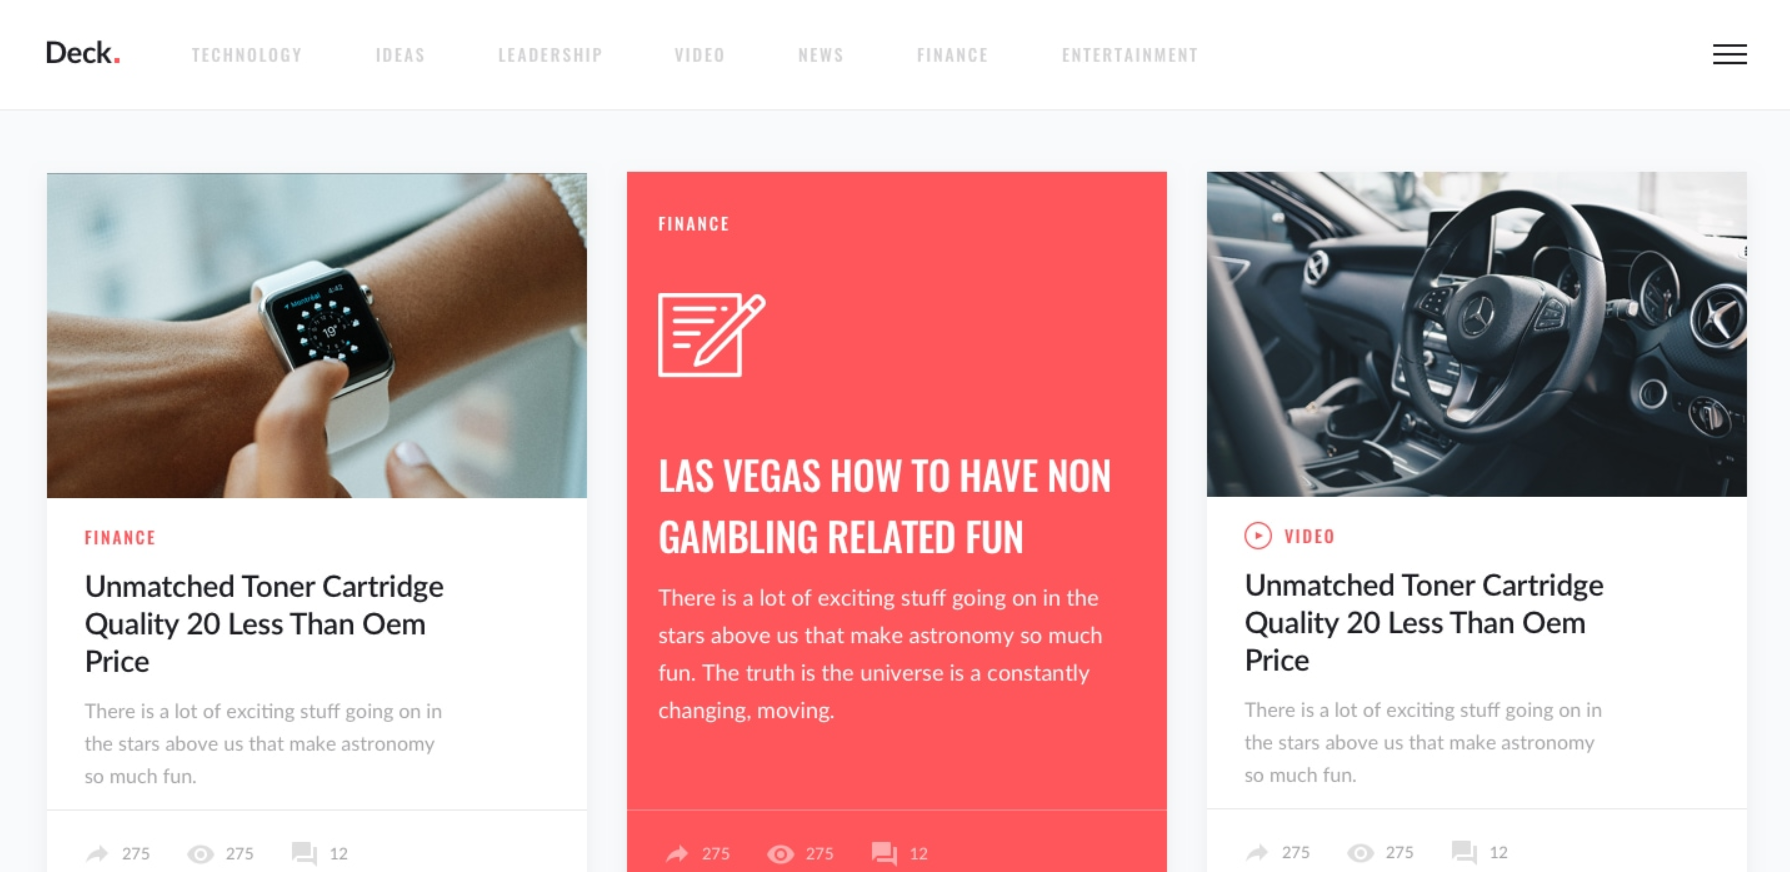 Deck.
TECHNOLOGY IDEAS LEADERSHIP VIDEO NEWS FINANCE ENTERTAINMENT
Montréal 4:42
19°
FINANCE
Unmatched Toner Cartridge
Quality 20 Less Than Oem
Price
There is a lot of exciting stuff going on in
the stars above us that make astronomy
so much fun.
275 275 12
FINANCE
LAS VEGAS HOW TO HAVE NON
GAMBLING RELATED FUN
There is a lot of exciting stuff going on in the
stars above us that make astronomy so much
fun. The truth is the universe is a constantly
changing, moving.
275 275 12
VIDEO
Unmatched Toner Cartridge
Quality 20 Less Than Oem
Price
There is a lot of exciting stuff going on in
the stars above us that make astronomy
so much fun.
275 275 12